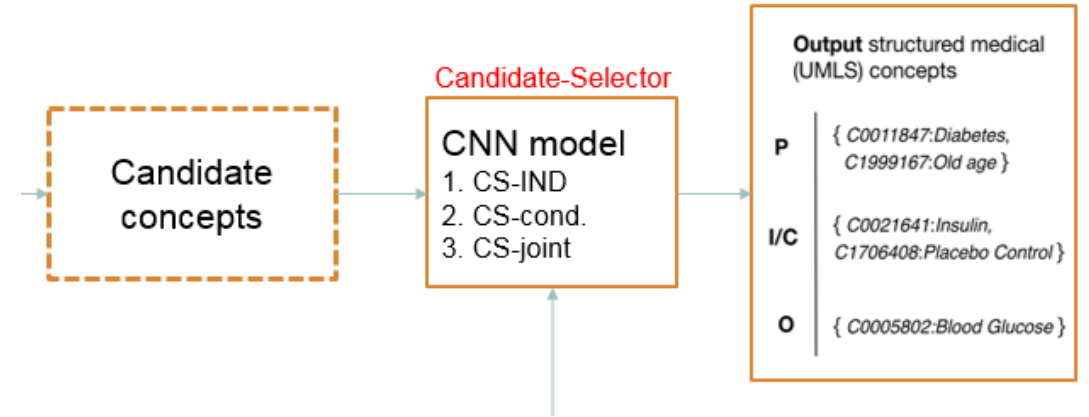 Candidate
concepts
Candidate-Selector
CNN model
1. CS-IND
2. CS-cond.
3. CS-joint
Output structured medical
(UMLS) concepts
P
{ C0011847:Diabetes,
C1999167:Old age }
I/C
{ C0021641:Insulin,
C1706408:Placebo Control }
O
{ C0005802:Blood Glucose }